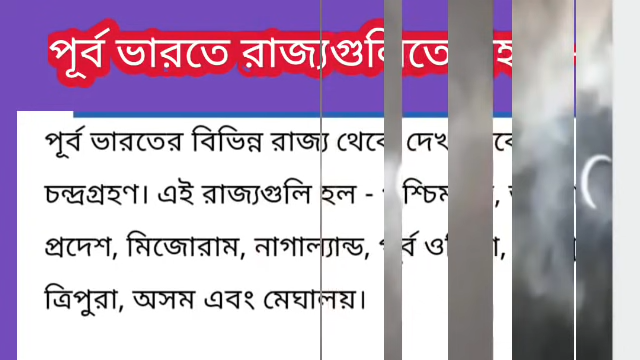 পূর্ব ভারতে রাজ্যগুলিতে
পূর্ব ভারতের বিভিন্ন রাজ্য থেকে
চন্দ্রগ্রহণ। এই রাজ্যগুলি হল -
প্রদেশ, মিজোরাম, নাগাল্যান্ড, পূর্ব
ত্রিপুরা, অসম এবং মেঘালয়।